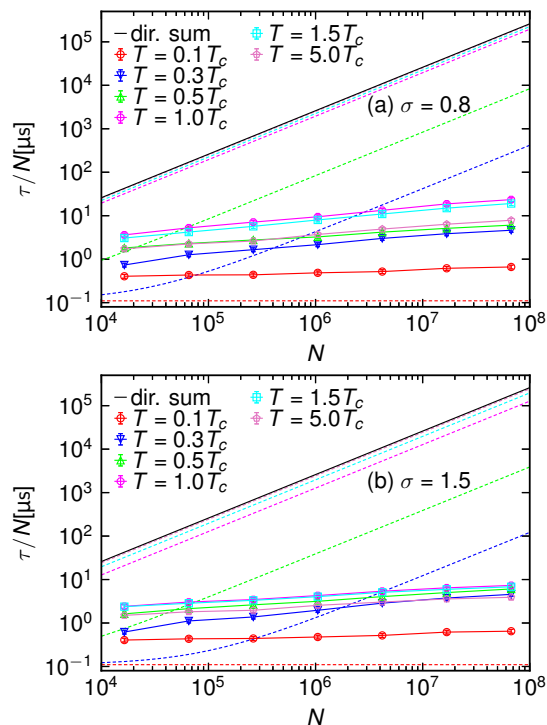 10^5
10^4
10^3
10^2
10^1
10^0
10^-1
τ/N[µs]
dir. sum
T = 0.1T_c
T = 0.3T_c
T = 0.5T_c
T = 1.0T_c
T = 1.5T_c
T = 5.0T_c
(a) σ = 0.8
10^4 10^5 10^6 10^7 10^8
N
10^5
10^4
10^3
10^2
10^1
10^0
10^-1
τ/N[µs]
dir. sum
T = 0.1T_c
T = 0.3T_c
T = 0.5T_c
T = 1.0T_c
T = 1.5T_c
T = 5.0T_c
(b) σ = 1.5
10^4 10^5 10^6 10^7 10^8
N